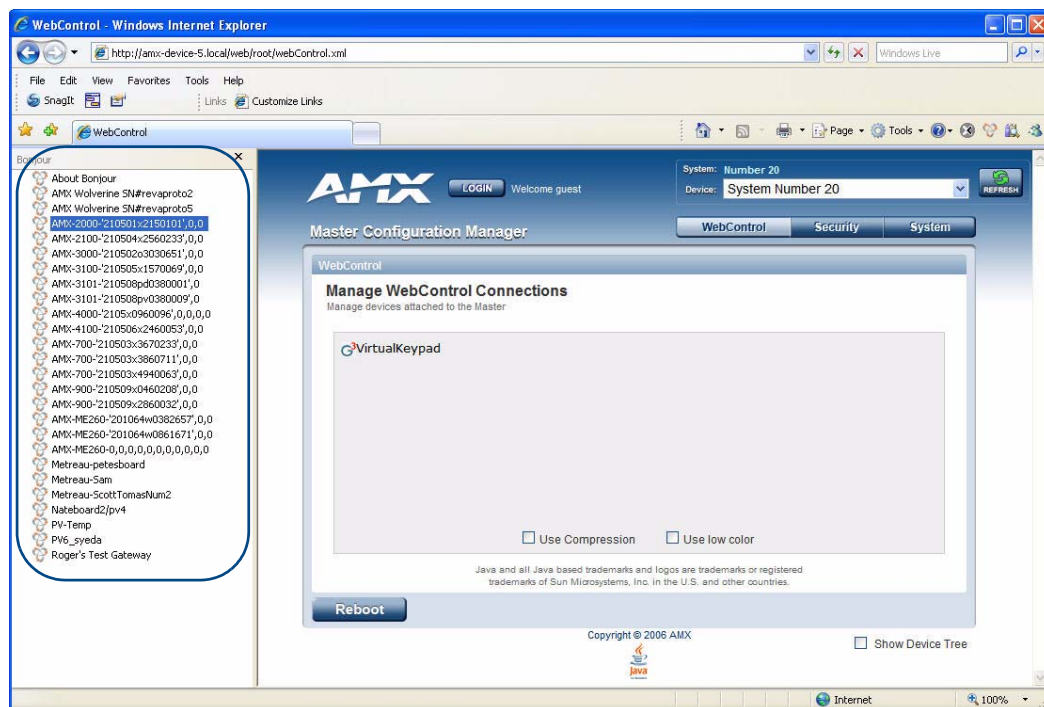 WebControl - Windows Internet Explorer
http://amx-device-5.local/web/root/webControl.xml
Windows Live
File Edit View Favorites Tools Help
SnagIt Links Customize Links
WebControl Page Tools
Bonjour
About Bonjour
AMX Wolverine SN#revaproto2
AMX Wolverine SN#revaproto5
AMX-2000-'210501x2150101',0,0
AMX-2100-'210504x2560233',0,0
AMX-3000-'210502o3030651',0,0
AMX-3100-'210505x1570069',0,0
AMX-3101-'210508pd0380001',0
AMX-3101-'210508pv0380009',0
AMX-4000-'2105x0960096',0,0,0,0
AMX-4100-'210506x2460053',0,0
AMX-700-'210503x3670233',0,0
AMX-700-'210503x3860711',0,0
AMX-700-'210503x4940063',0,0
AMX-900-'210509x0460208',0,0
AMX-900-'210509x2860032',0,0
AMX-ME260-'201064w0382657',0,0
AMX-ME260-'201064w0861671',0,0
AMX-ME260-0,0,0,0,0,0,0,0,0,0,0
Metreau-petesboard
Metreau-Sam
Metreau-ScottTomasNum2
Nateboard2/pv4
PV-Temp
PV6_syeda
Roger's Test Gateway
AMX LOGIN Welcome guest
System: Number 20
Device: System Number 20
REFRESH
Master Configuration Manager
WebControl Security System
WebControl
Manage WebControl Connections
Manage devices attached to the Master
G3VirtualKeypad
Use Compression Use low color
Java and all Java based trademarks and logos are trademarks or registered
trademarks of Sun Microsystems, Inc. in the U.S. and other countries.
Reboot
Copyright © 2006 AMX
Java
Show Device Tree
Internet 100%